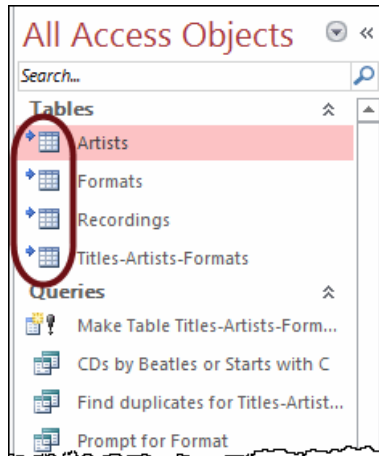 All Access Objects
Search...
Tables
Artists
Formats
Recordings
Titles-Artists-Formats
Queries
Make Table Titles-Artists-Form...
CDs by Beatles or Starts with C
Find duplicates for Titles-Artist...
Prompt for Format